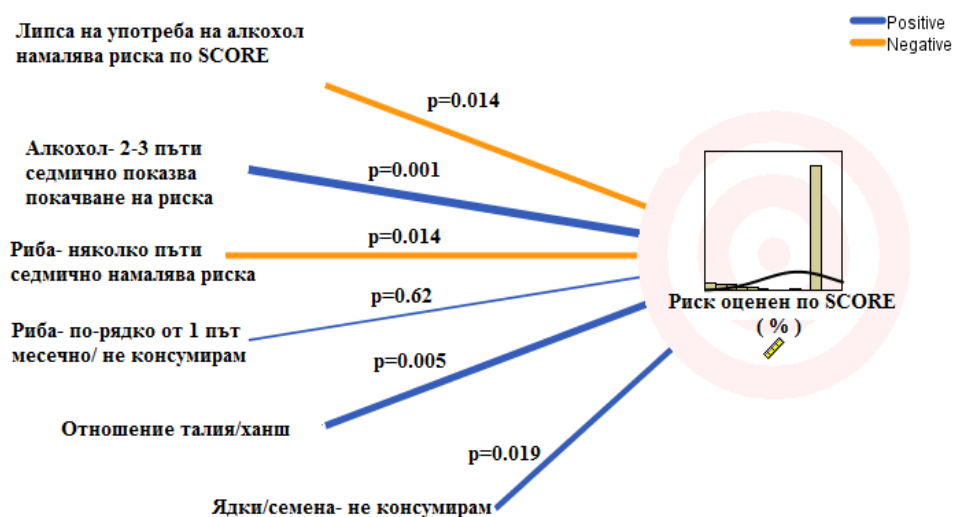 Липса на употреба на алкохол
намалява риска по SCORE
Positive
Negative
p=0.014
Алкохол- 2-3 пъти
седмично показва
покачване на риска
p=0.001
Риба- няколко пъти
седмично намалява риска
p=0.014
Риба- по-рядко от 1 път
месечно/ не консумирам
p=0.62
Отношение талия/ханш
p=0.005
Ядки/семена- не консумирам
p=0.019
Риск оценен по SCORE
( % )